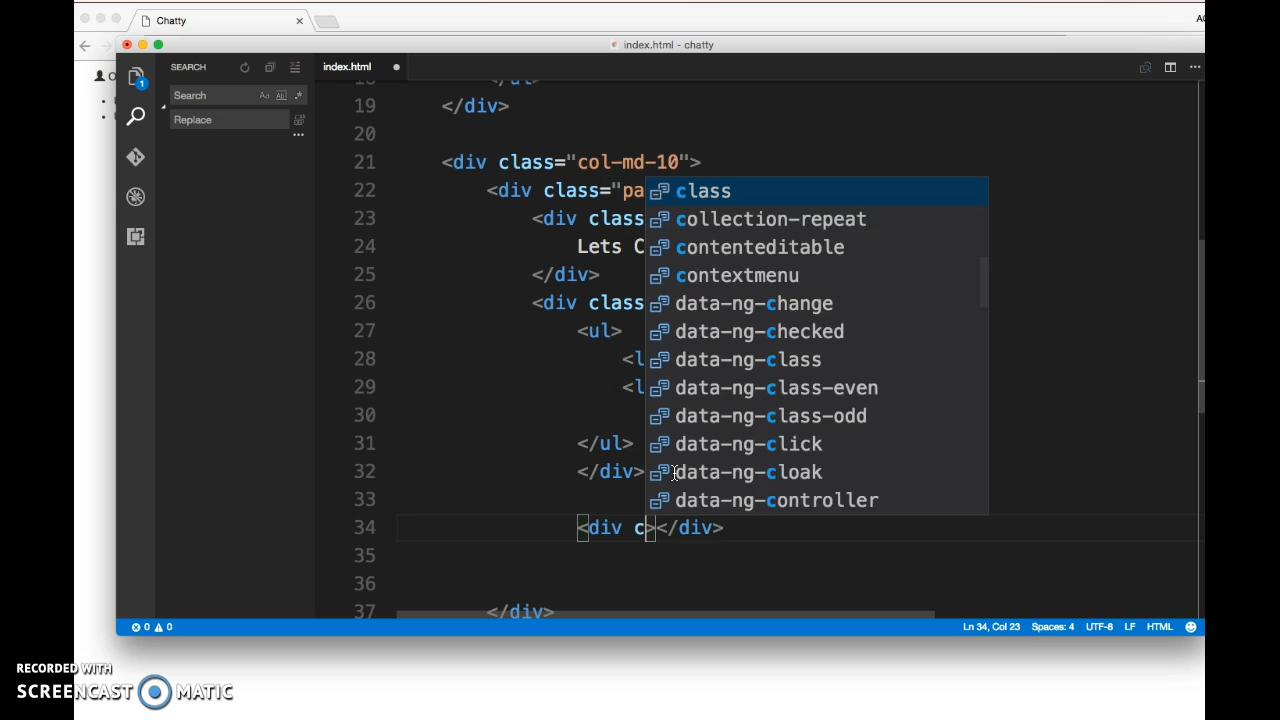 Chatty
AC
index.html - chatty
SEARCH
index.html
Search
Aa Ab| .*
Replace
O
19 </div>
20
21 <div class="col-md-10">
22 <div class="pa
class
23 <div class
collection-repeat
24 Lets C
contenteditable
25 </div>
contextmenu
26 <div class
data-ng-change
27 <ul>
data-ng-checked
28 <l
data-ng-class
29 <l
data-ng-class-even
30
data-ng-class-odd
31 </ul>
data-ng-click
32 </div>
data-ng-cloak
33
data-ng-controller
34 <div c></div>
35
36
37 </div>
0 0
Ln 34, Col 23 Spaces: 4 UTF-8 LF HTML
RECORDED WITH
SCREENCAST MATIC